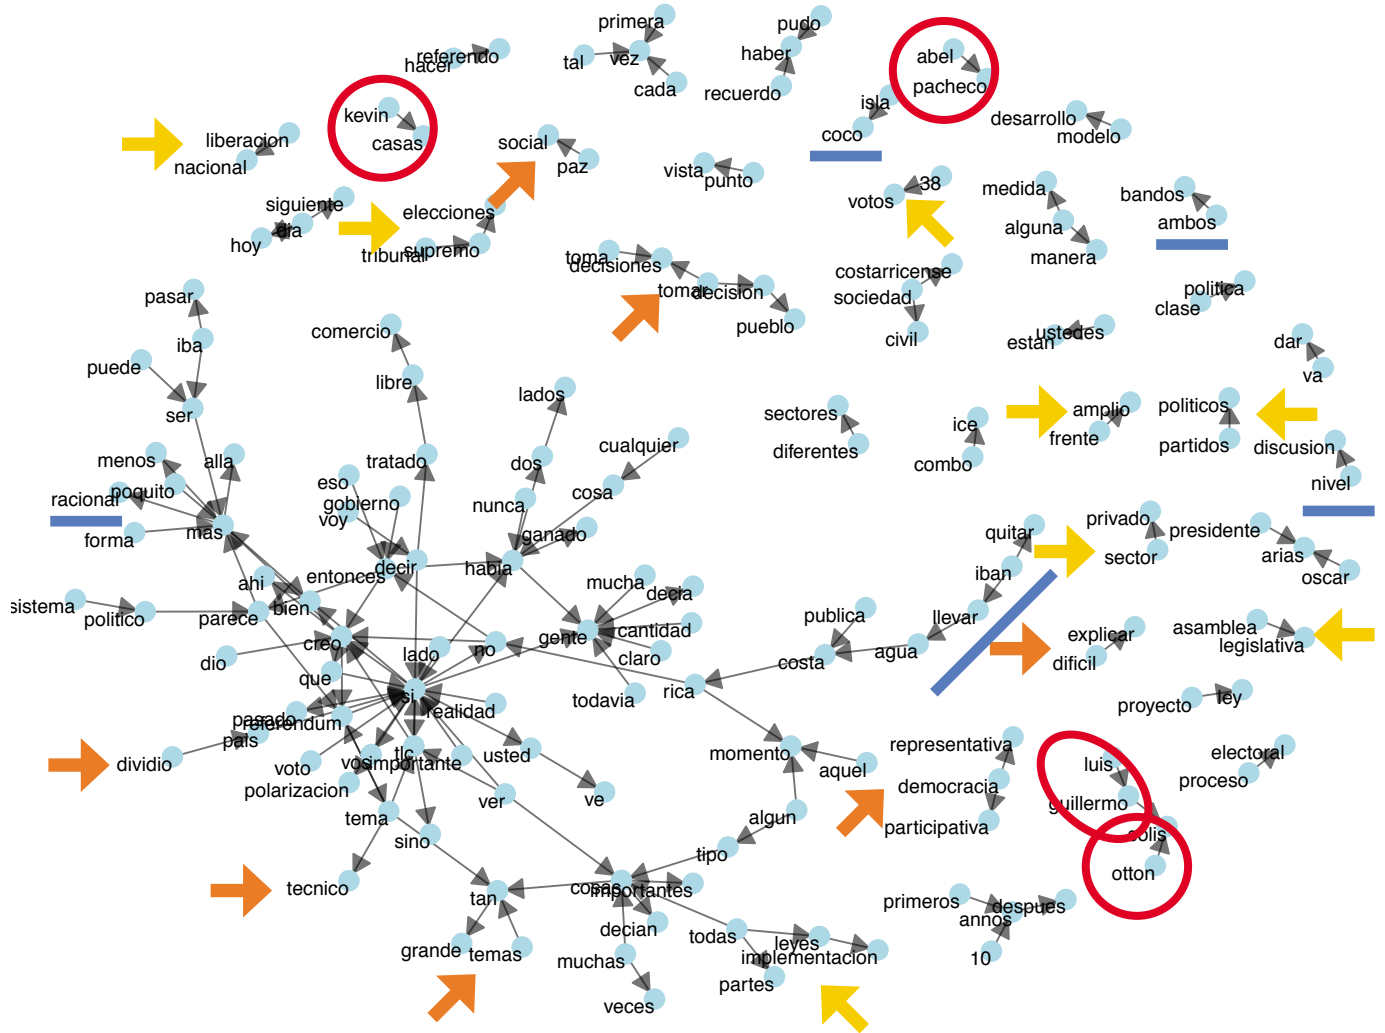 primera
pudo
referendo
hacer
tal
vez
haber
abel
cada
recuerdo
pacheco
isla
kevin
coco
desarrollo
modelo
liberacion
casas
social
nacional
paz
vista
punto
38
votos
medida
bandos
siguiente
elecciones
ambos
dia
hoy
alguna
tribunal
supremo
manera
toma
decisiones
costarricense
tomar
decision
sociedad
politica
pasar
clase
pueblo
comercio
civil
ustedes
estan
iba
dar
puede
libre
va
lados
ser
sectores
amplio
politicos
ice
frente
cualquier
diferentes
partidos
discusion
menos
alla
tratado
dos
combo
eso
cosa
nivel
racional
poquito
gobierno
nunca
voy
privado
mas
ganado
quitar
presidente
forma
sector
arias
decir
habia
entonces
iban
oscar
ahi
mucha
decia
sistema
politico
parece
bien
publica
llevar
asamblea
cantidad
explicar
gente
creo
legislativa
lado
no
claro
agua
dificil
dio
costa
que
si
rica
todavia
proyecto
ley
realidad
pasado
referendum
pais
representativa
usted
momento
electoral
dividio
voto
vos
tlc
importante
aquel
luis
proceso
polarizacion
democracia
ve
ver
guillermo
tema
algun
participativa
solis
sino
tipo
otton
tecnico
cosas
importantes
tan
primeros
despues
annos
decian
todas
leyes
grande
temas
implementacion
10
muchas
partes
veces